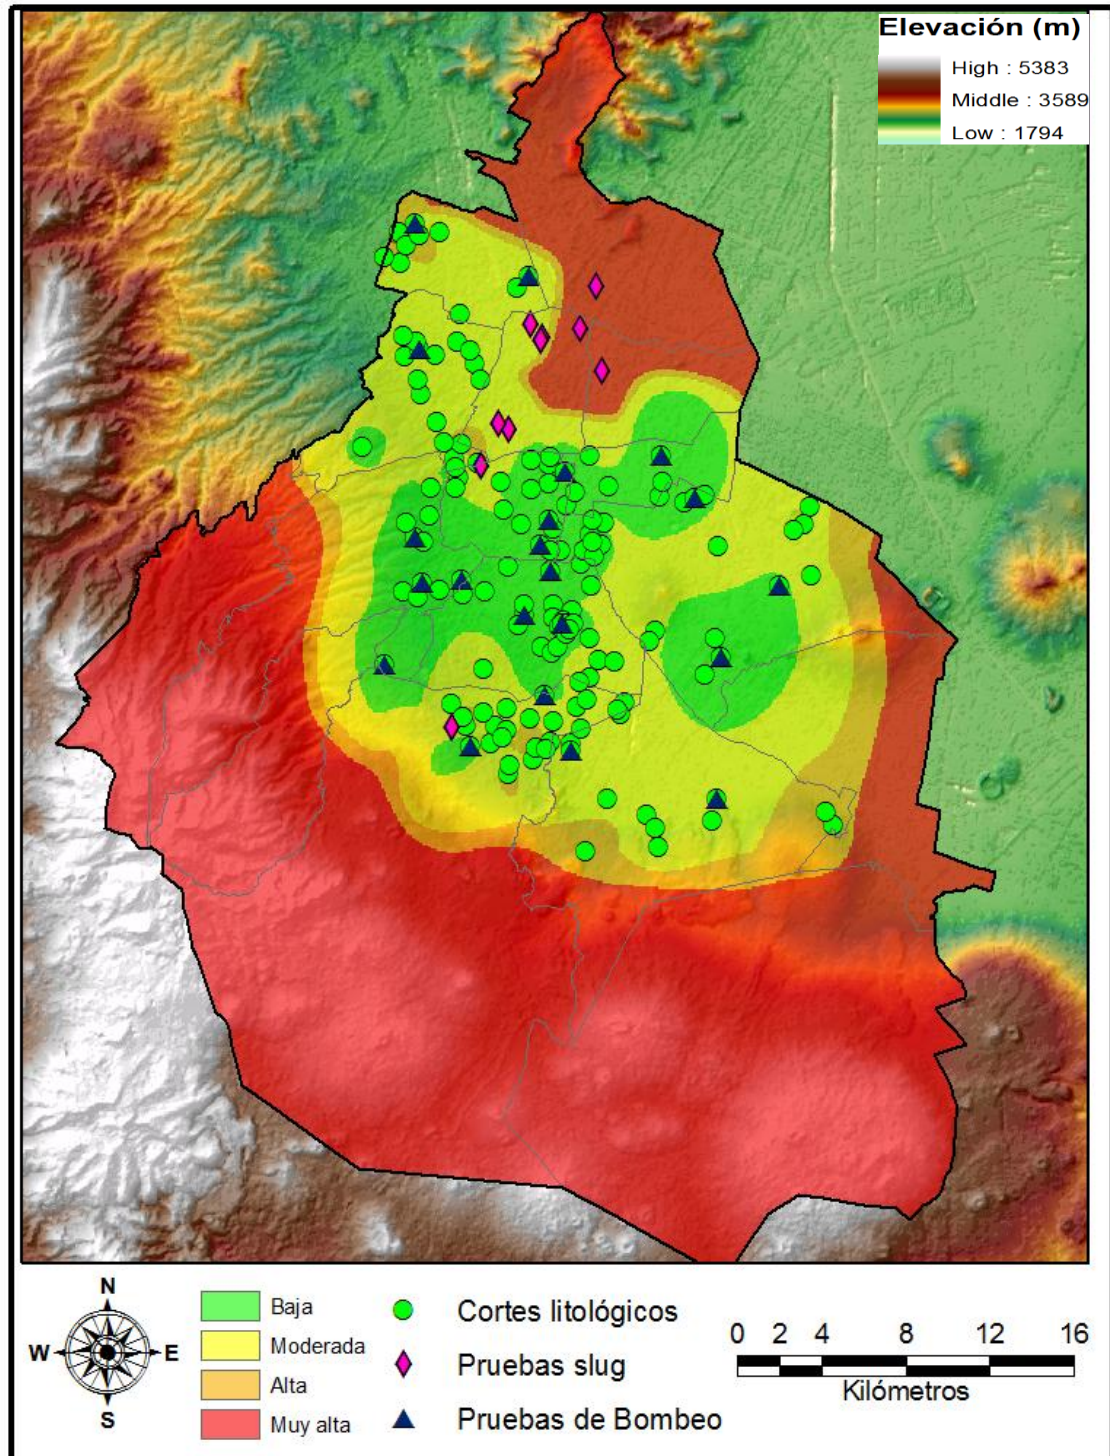 Elevación (m)
High : 5383
Middle : 3589
Low : 1794
N
W E
S
Baja
Moderada
Alta
Muy alta
Cortes litológicos
Pruebas slug
Pruebas de Bombeo
0 2 4 8 12 16
Kilómetros